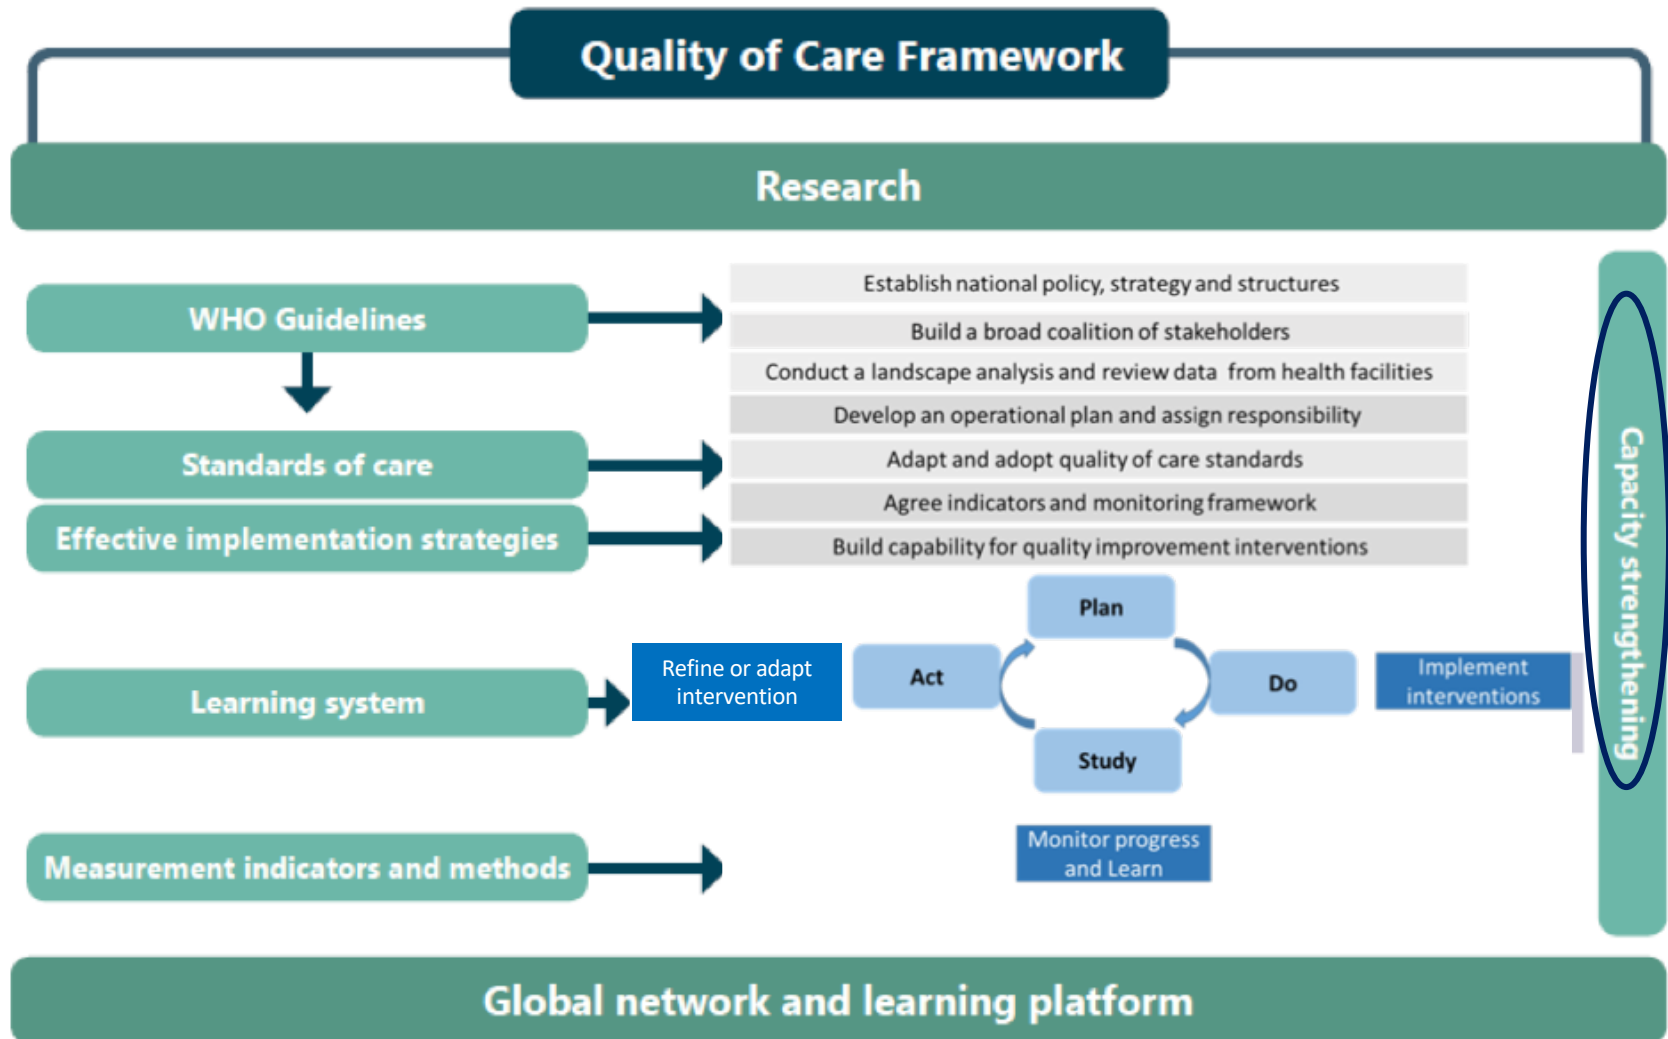 Quality of Care Framework
Research
WHO Guidelines
Establish national policy, strategy and structures
Build a broad coalition of stakeholders
Conduct a landscape analysis and review data from health facilities
Develop an operational plan and assign responsibility
Standards of care
Adapt and adopt quality of care standards
Agree indicators and monitoring framework
Effective implementation strategies
Build capability for quality improvement interventions
Plan
Learning system
Refine or adapt
intervention
Act
Do
Implement
interventions
Study
Measurement indicators and methods
Monitor progress
and Learn
Capacity strengthening
Global network and learning platform